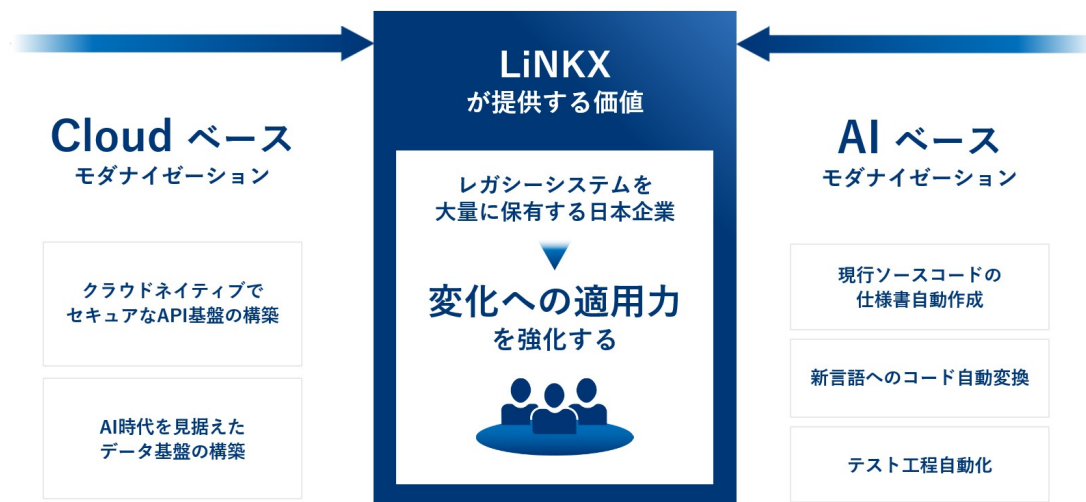 LiNKX
が提供する価値
Cloud ベース
モダナイゼーション
クラウドネイティブで
セキュアなAPI基盤の構築
AI時代を見据えた
データ基盤の構築
レガシーシステムを
大量に保有する日本企業
変化への適用力
を強化する
AI ベース
モダナイゼーション
現行ソースコードの
仕様書自動作成
新言語へのコード自動変換
テスト工程自動化